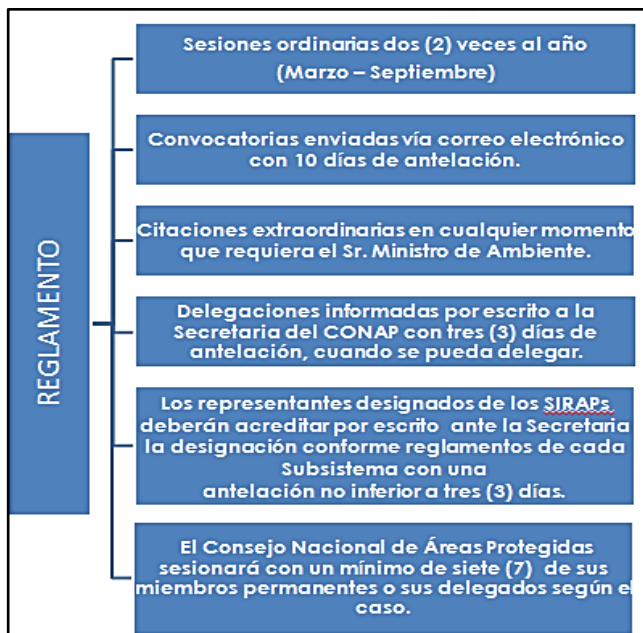 REGLAMENTO
Sesiones ordinarias dos (2) veces al año
(Marzo – Septiembre)
Convocatorias enviadas vía correo electrónico
con 10 días de antelación.
Citaciones extraordinarias en cualquier momento
que requiera el Sr. Ministro de Ambiente.
Delegaciones informadas por escrito a la
Secretaria del CONAP con tres (3) días de
antelación, cuando se pueda delegar.
Los representantes designados de los SIRAPs,
deberán acreditar por escrito ante la Secretaria
la designación conforme reglamentos de cada
Subsistema con una
antelación no inferior a tres (3) días.
El Consejo Nacional de Áreas Protegidas
sesionará con un mínimo de siete (7) de sus
miembros permanentes o sus delegados según el
caso.